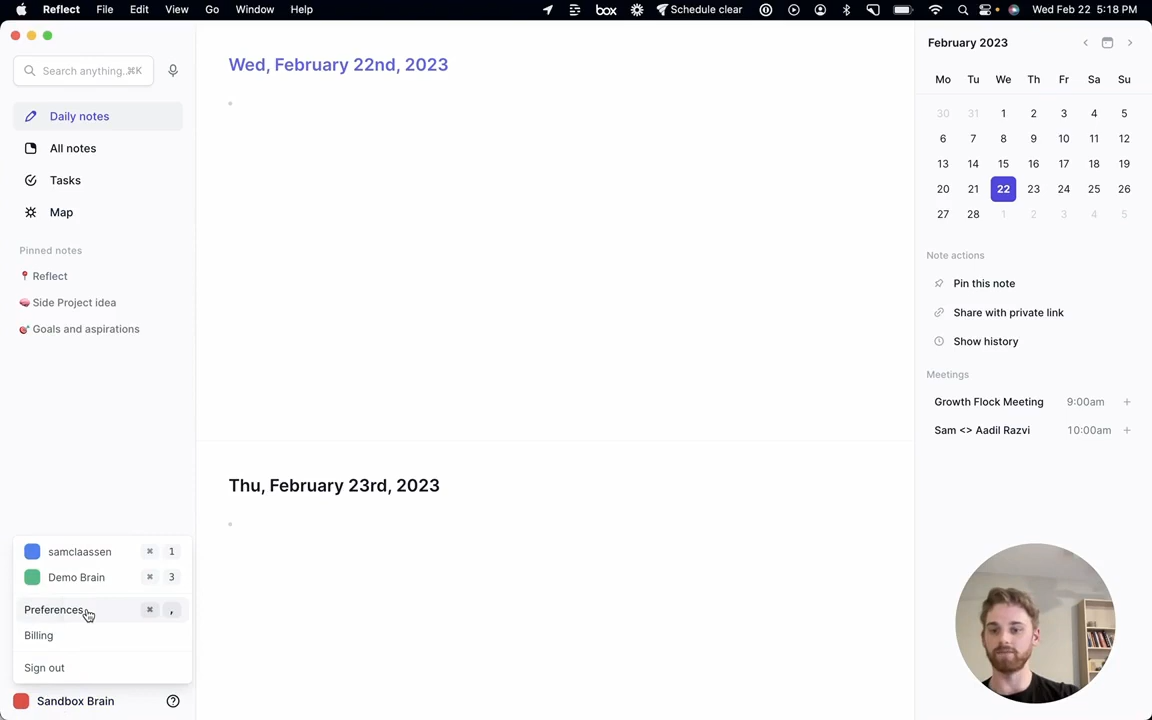 Reflect File Edit View Go Window Help
box Schedule clear Wed Feb 22 5:18 PM
Search anything.. ⌘K
Daily notes
All notes
Tasks
Map
Pinned notes
📍 Reflect
🧠 Side Project idea
🎯 Goals and aspirations
samclaassen ⌘ 1
Demo Brain ⌘ 3
Preferences ⌘ ,
Billing
Sign out
Sandbox Brain
Wed, February 22nd, 2023
Thu, February 23rd, 2023
February 2023
Mo Tu We Th Fr Sa Su
30 31 1 2 3 4 5
6 7 8 9 10 11 12
13 14 15 16 17 18 19
20 21 22 23 24 25 26
27 28 1 2 3 4 5
Note actions
Pin this note
Share with private link
Show history
Meetings
Growth Flock Meeting 9:00am +
Sam <> Aadil Razvi 10:00am +